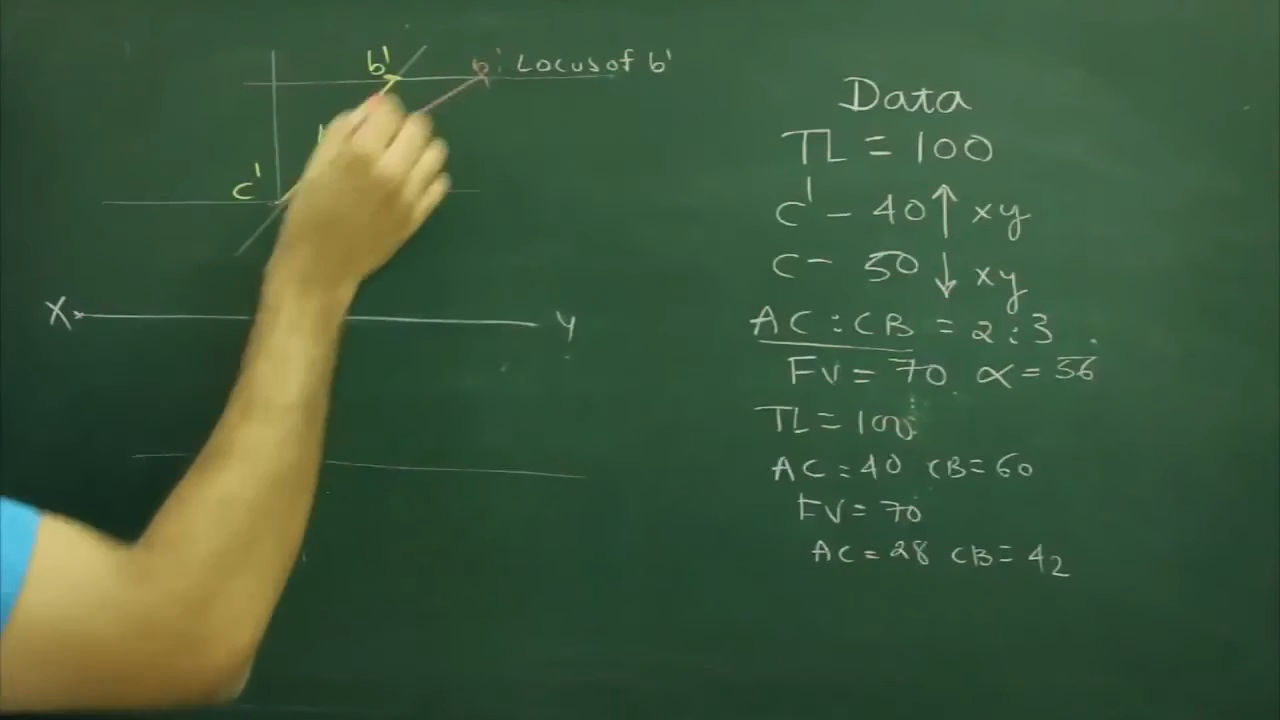 b' b' Locus of b'
c'
X Y
Data
TL = 100
c' - 40 ↑ xy
c - 50 ↓ xy
AC : CB = 2 : 3
FV = 70 α = 56
TL = 100
AC = 40 CB = 60
FV = 70
AC = 28 CB = 42